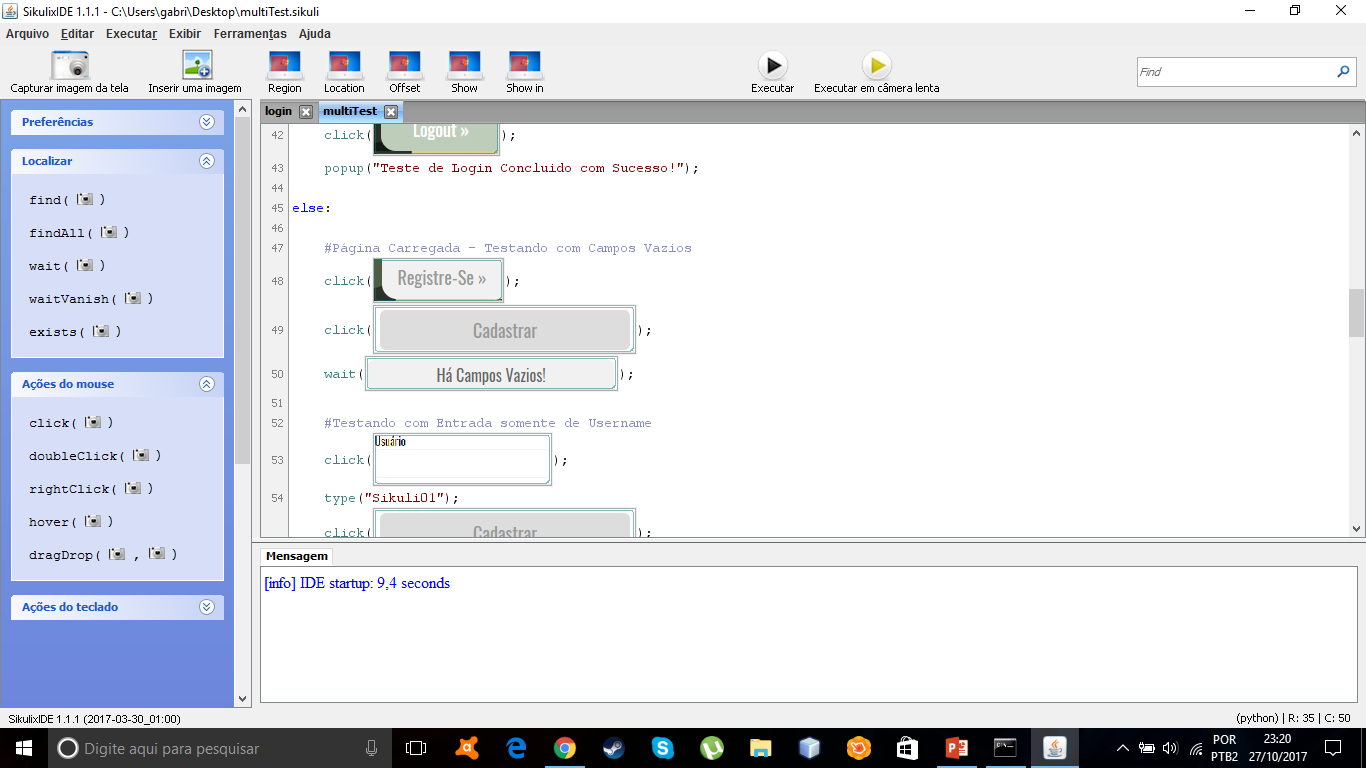 SikulixIDE 1.1.1 - C:\Users\gabri\Desktop\multiTest.sikuli
Arquivo Editar Executar Exibir Ferramentas Ajuda
Capturar imagem da tela Inserir uma imagem Region Location Offset Show Show in Executar Executar em câmera lenta Find
Preferências
Localizar
find( )
findAll( )
wait( )
waitVanish( )
exists( )
Ações do mouse
click( )
doubleClick( )
rightClick( )
hover( )
dragDrop( , )
Ações do teclado
login multiTest
42 click( Logout » );
43 popup("Teste de Login Concluido com Sucesso!");
44
45 else:
46
47 #Página Carregada - Testando com Campos Vazios
48 click( Registre-Se » );
49 click( Cadastrar );
50 wait( Há Campos Vazios! );
51
52 #Testando com Entrada somente de Username
53 click( Usuário );
54 type("Sikuli01");
click( Cadastrar );
Mensagem
[info] IDE startup: 9,4 seconds
SikulixIDE 1.1.1 (2017-03-30_01:00) (python) | R: 35 | C: 50
Digite aqui para pesquisar
POR
PTB2
23:20
27/10/2017